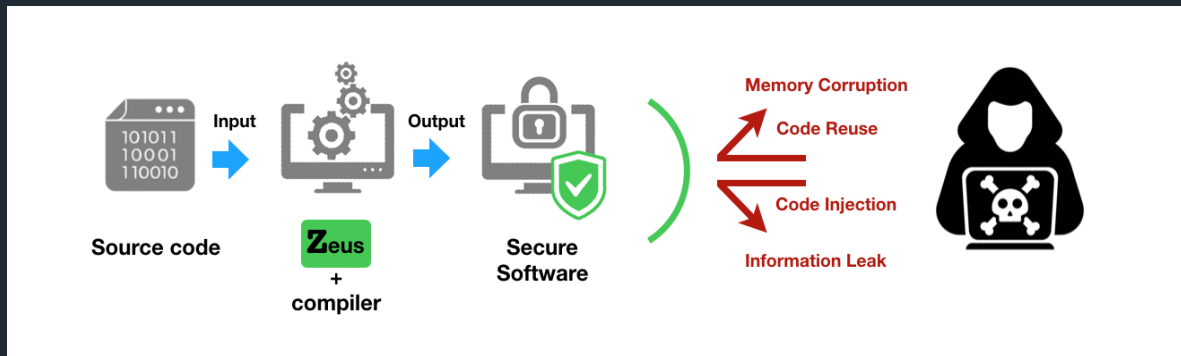 101011
10001
110010
Source code
Input
Zeus
+
compiler
Output
Secure
Software
Memory Corruption
Code Reuse
Code Injection
Information Leak